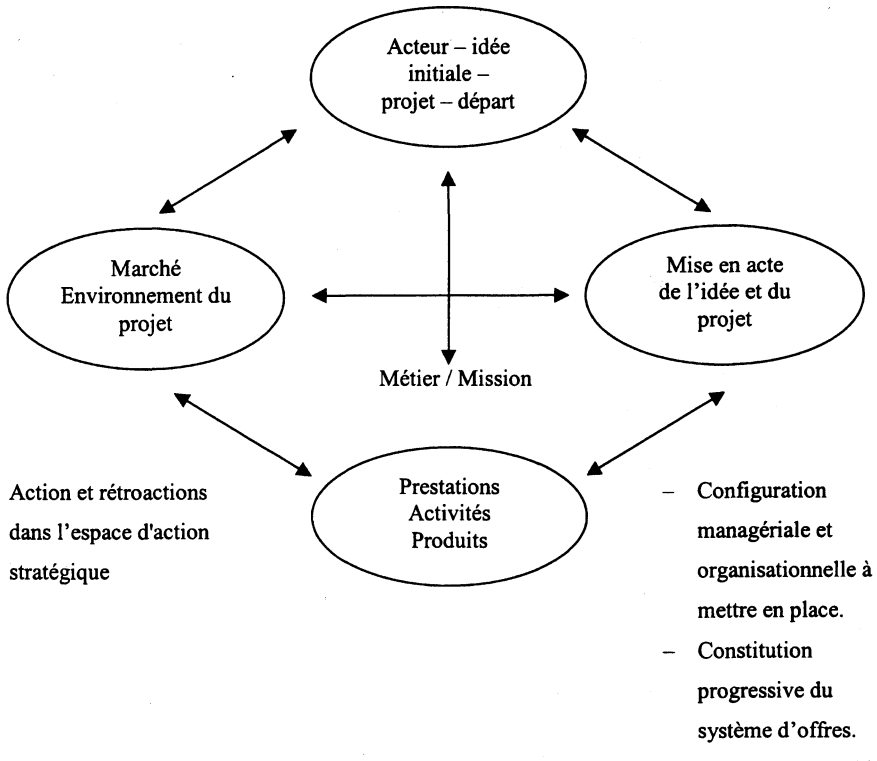 Acteur – idée
initiale –
projet – départ
Marché
Environnement du
projet
Mise en acte
de l’idée et du
projet
Métier / Mission
Prestations
Activités
Produits
Action et rétroactions
dans l’espace d'action
stratégique
– Configuration
managériale et
organisationnelle à
mettre en place.
– Constitution
progressive du
système d’offres.